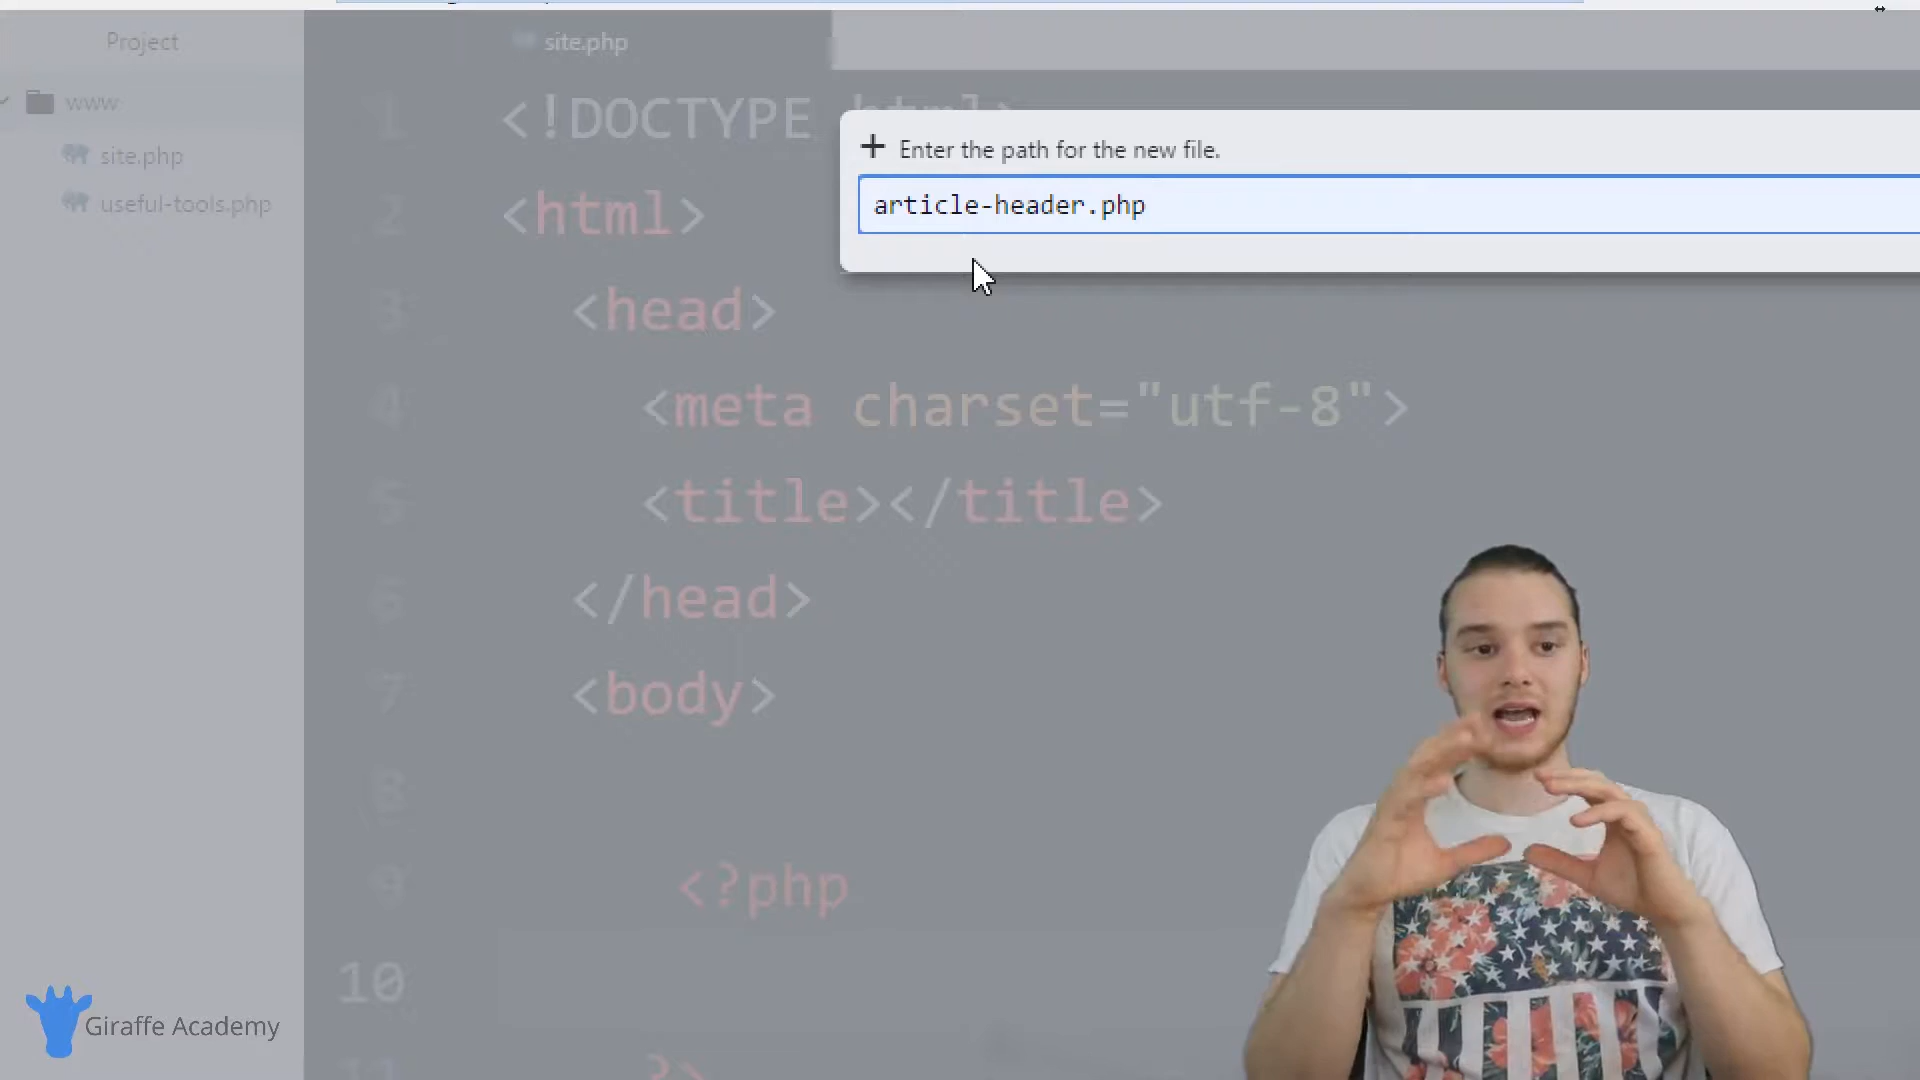 Project
site.php
www
site.php
useful-tools.php
Enter the path for the new file.
article-header.php
1 <!DOCTYPE html>
2 <html>
3 <head>
4 <meta charset="utf-8">
5 <title></title>
6 </head>
7 <body>
8
9 <?php
10
11 ?>
Giraffe Academy